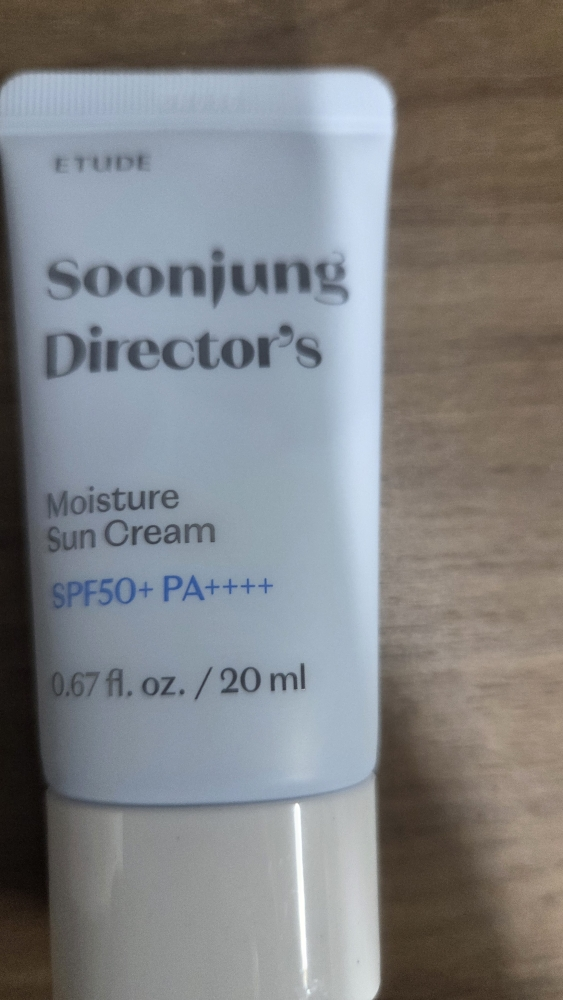 ETUDE
Soonjung
Director's
Moisture
Sun Cream
SPF50+ PA++++
0.67 fl. oz. / 20 ml